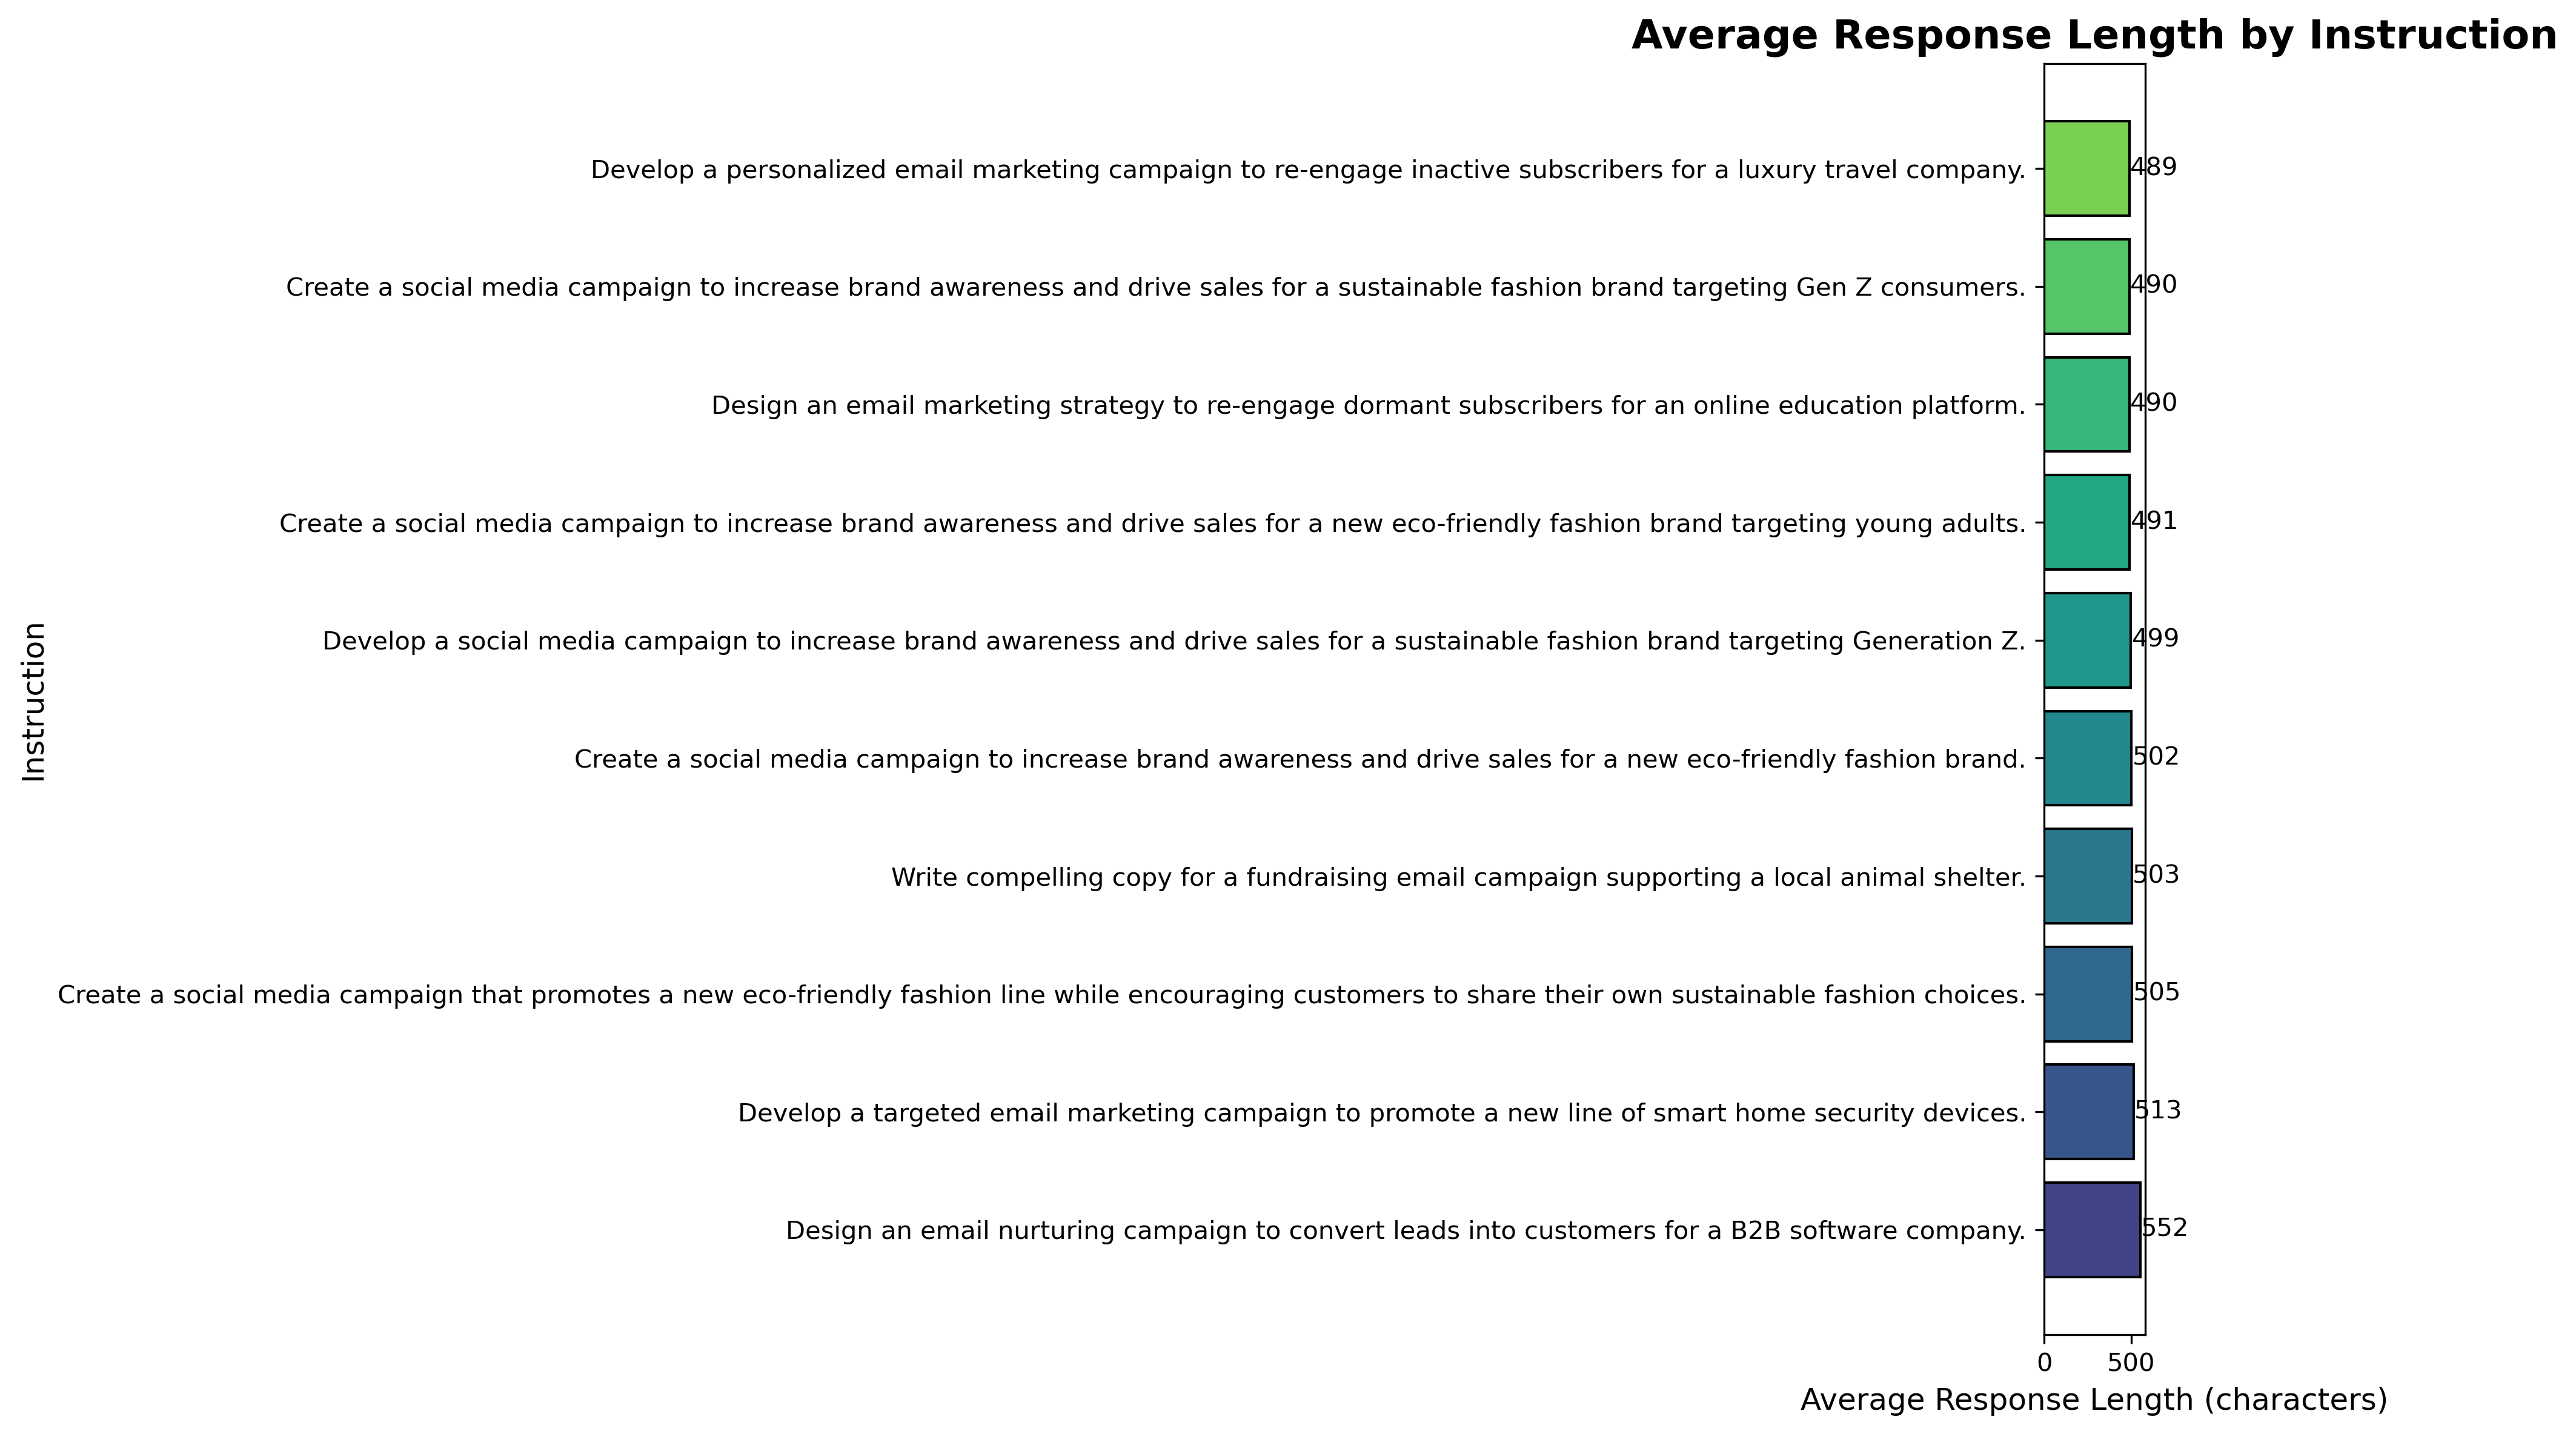 Average Response Length by Instruction
Instruction
Develop a personalized email marketing campaign to re-engage inactive subscribers for a luxury travel company.
489
Create a social media campaign to increase brand awareness and drive sales for a sustainable fashion brand targeting Gen Z consumers.
490
Design an email marketing strategy to re-engage dormant subscribers for an online education platform.
490
Create a social media campaign to increase brand awareness and drive sales for a new eco-friendly fashion brand targeting young adults.
491
Develop a social media campaign to increase brand awareness and drive sales for a sustainable fashion brand targeting Generation Z.
499
Create a social media campaign to increase brand awareness and drive sales for a new eco-friendly fashion brand.
502
Write compelling copy for a fundraising email campaign supporting a local animal shelter.
503
Create a social media campaign that promotes a new eco-friendly fashion line while encouraging customers to share their own sustainable fashion choices.
505
Develop a targeted email marketing campaign to promote a new line of smart home security devices.
513
Design an email nurturing campaign to convert leads into customers for a B2B software company.
552
0 500
Average Response Length (characters)